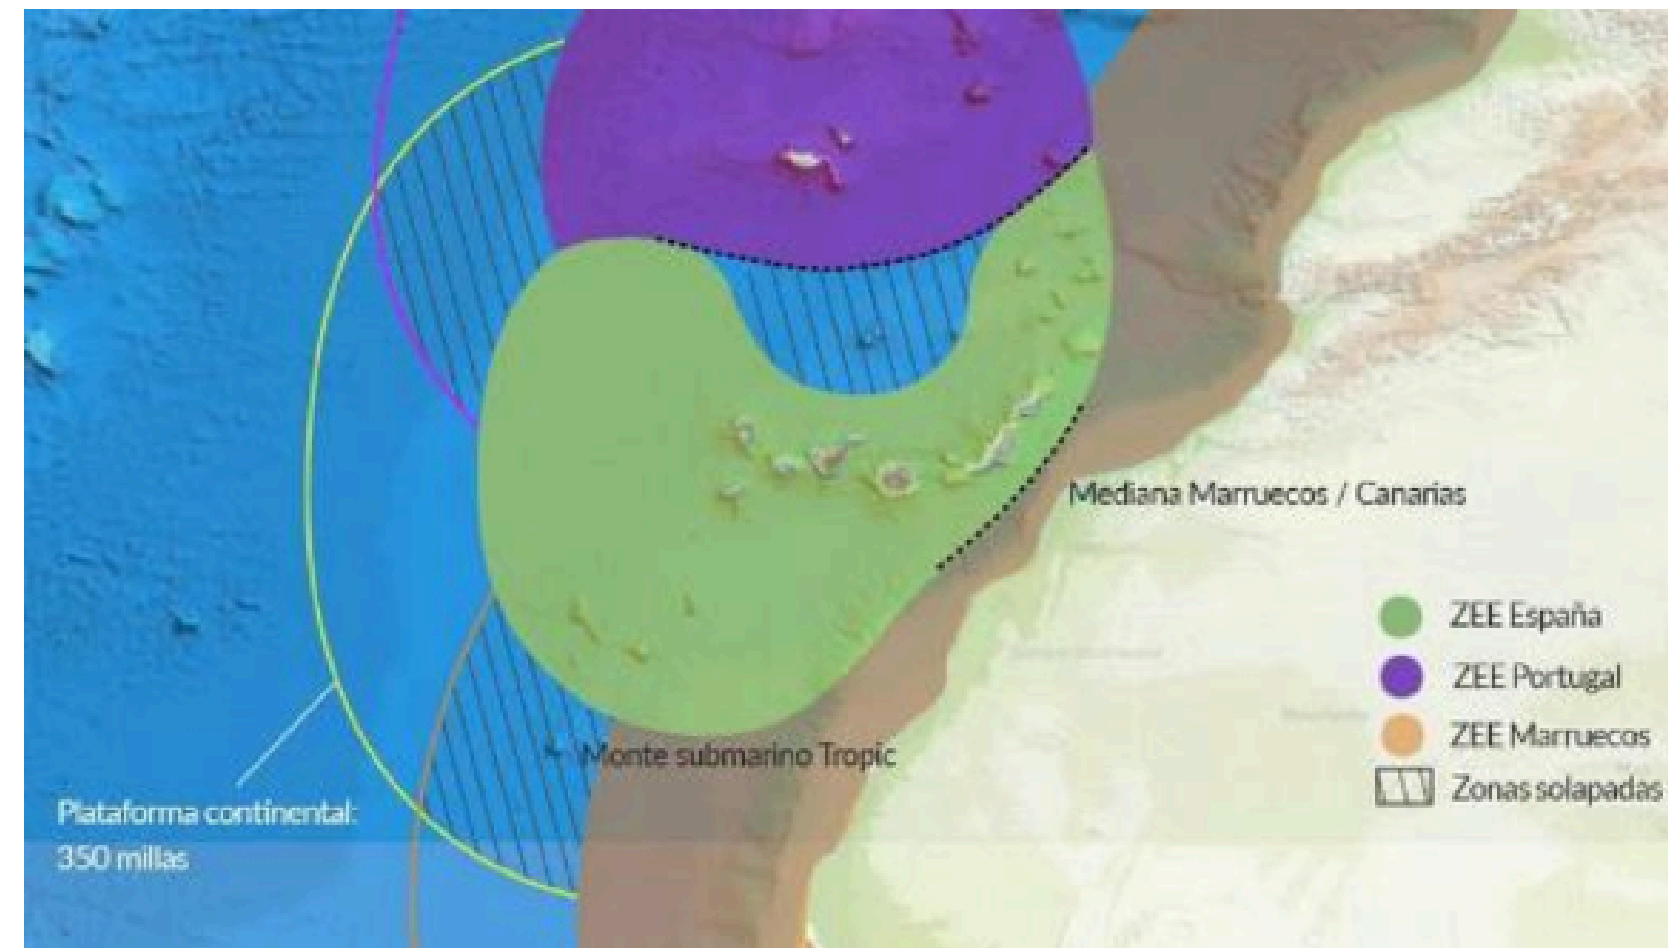 Mediana Marruecos / Canarias
ZEE España
ZEE Portugal
ZEE Marruecos
Zonas solapadas
Monte submarino Tropic
Plataforma continental:
350 millas